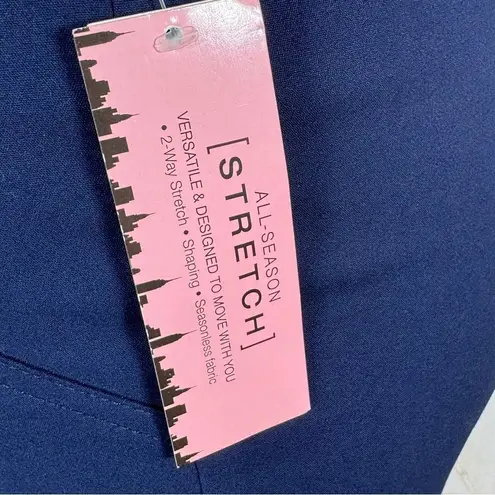 ALL-SEASON
[STRETCH]
VERSATILE & DESIGNED TO MOVE WITH YOU
• 2-Way Stretch • Shaping • Seasonless fabric